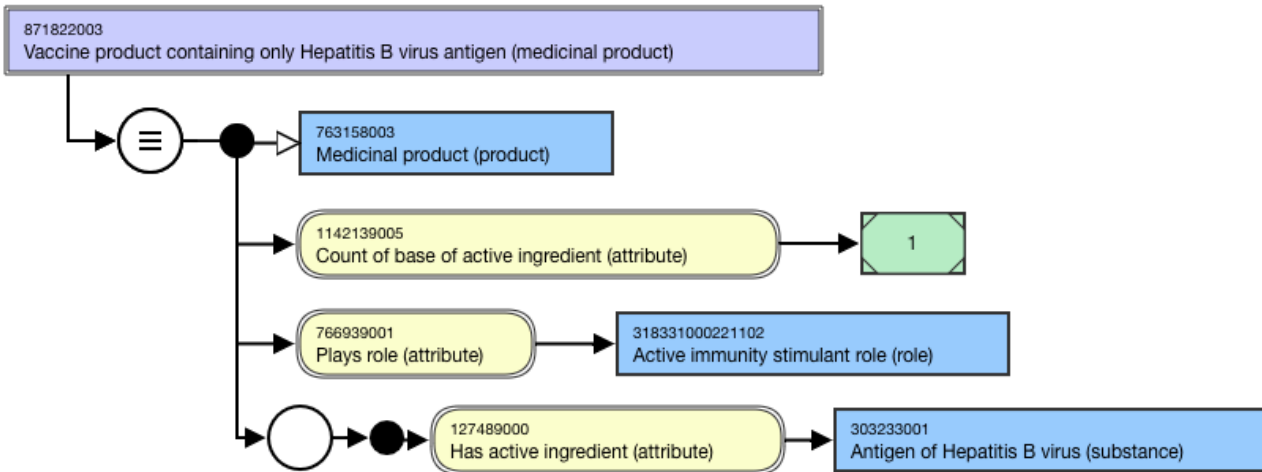 871822003
Vaccine product containing only Hepatitis B virus antigen (medicinal product)
763158003
Medicinal product (product)
1142139005
Count of base of active ingredient (attribute)
1
766939001
Plays role (attribute)
318331000221102
Active immunity stimulant role (role)
127489000
Has active ingredient (attribute)
303233001
Antigen of Hepatitis B virus (substance)